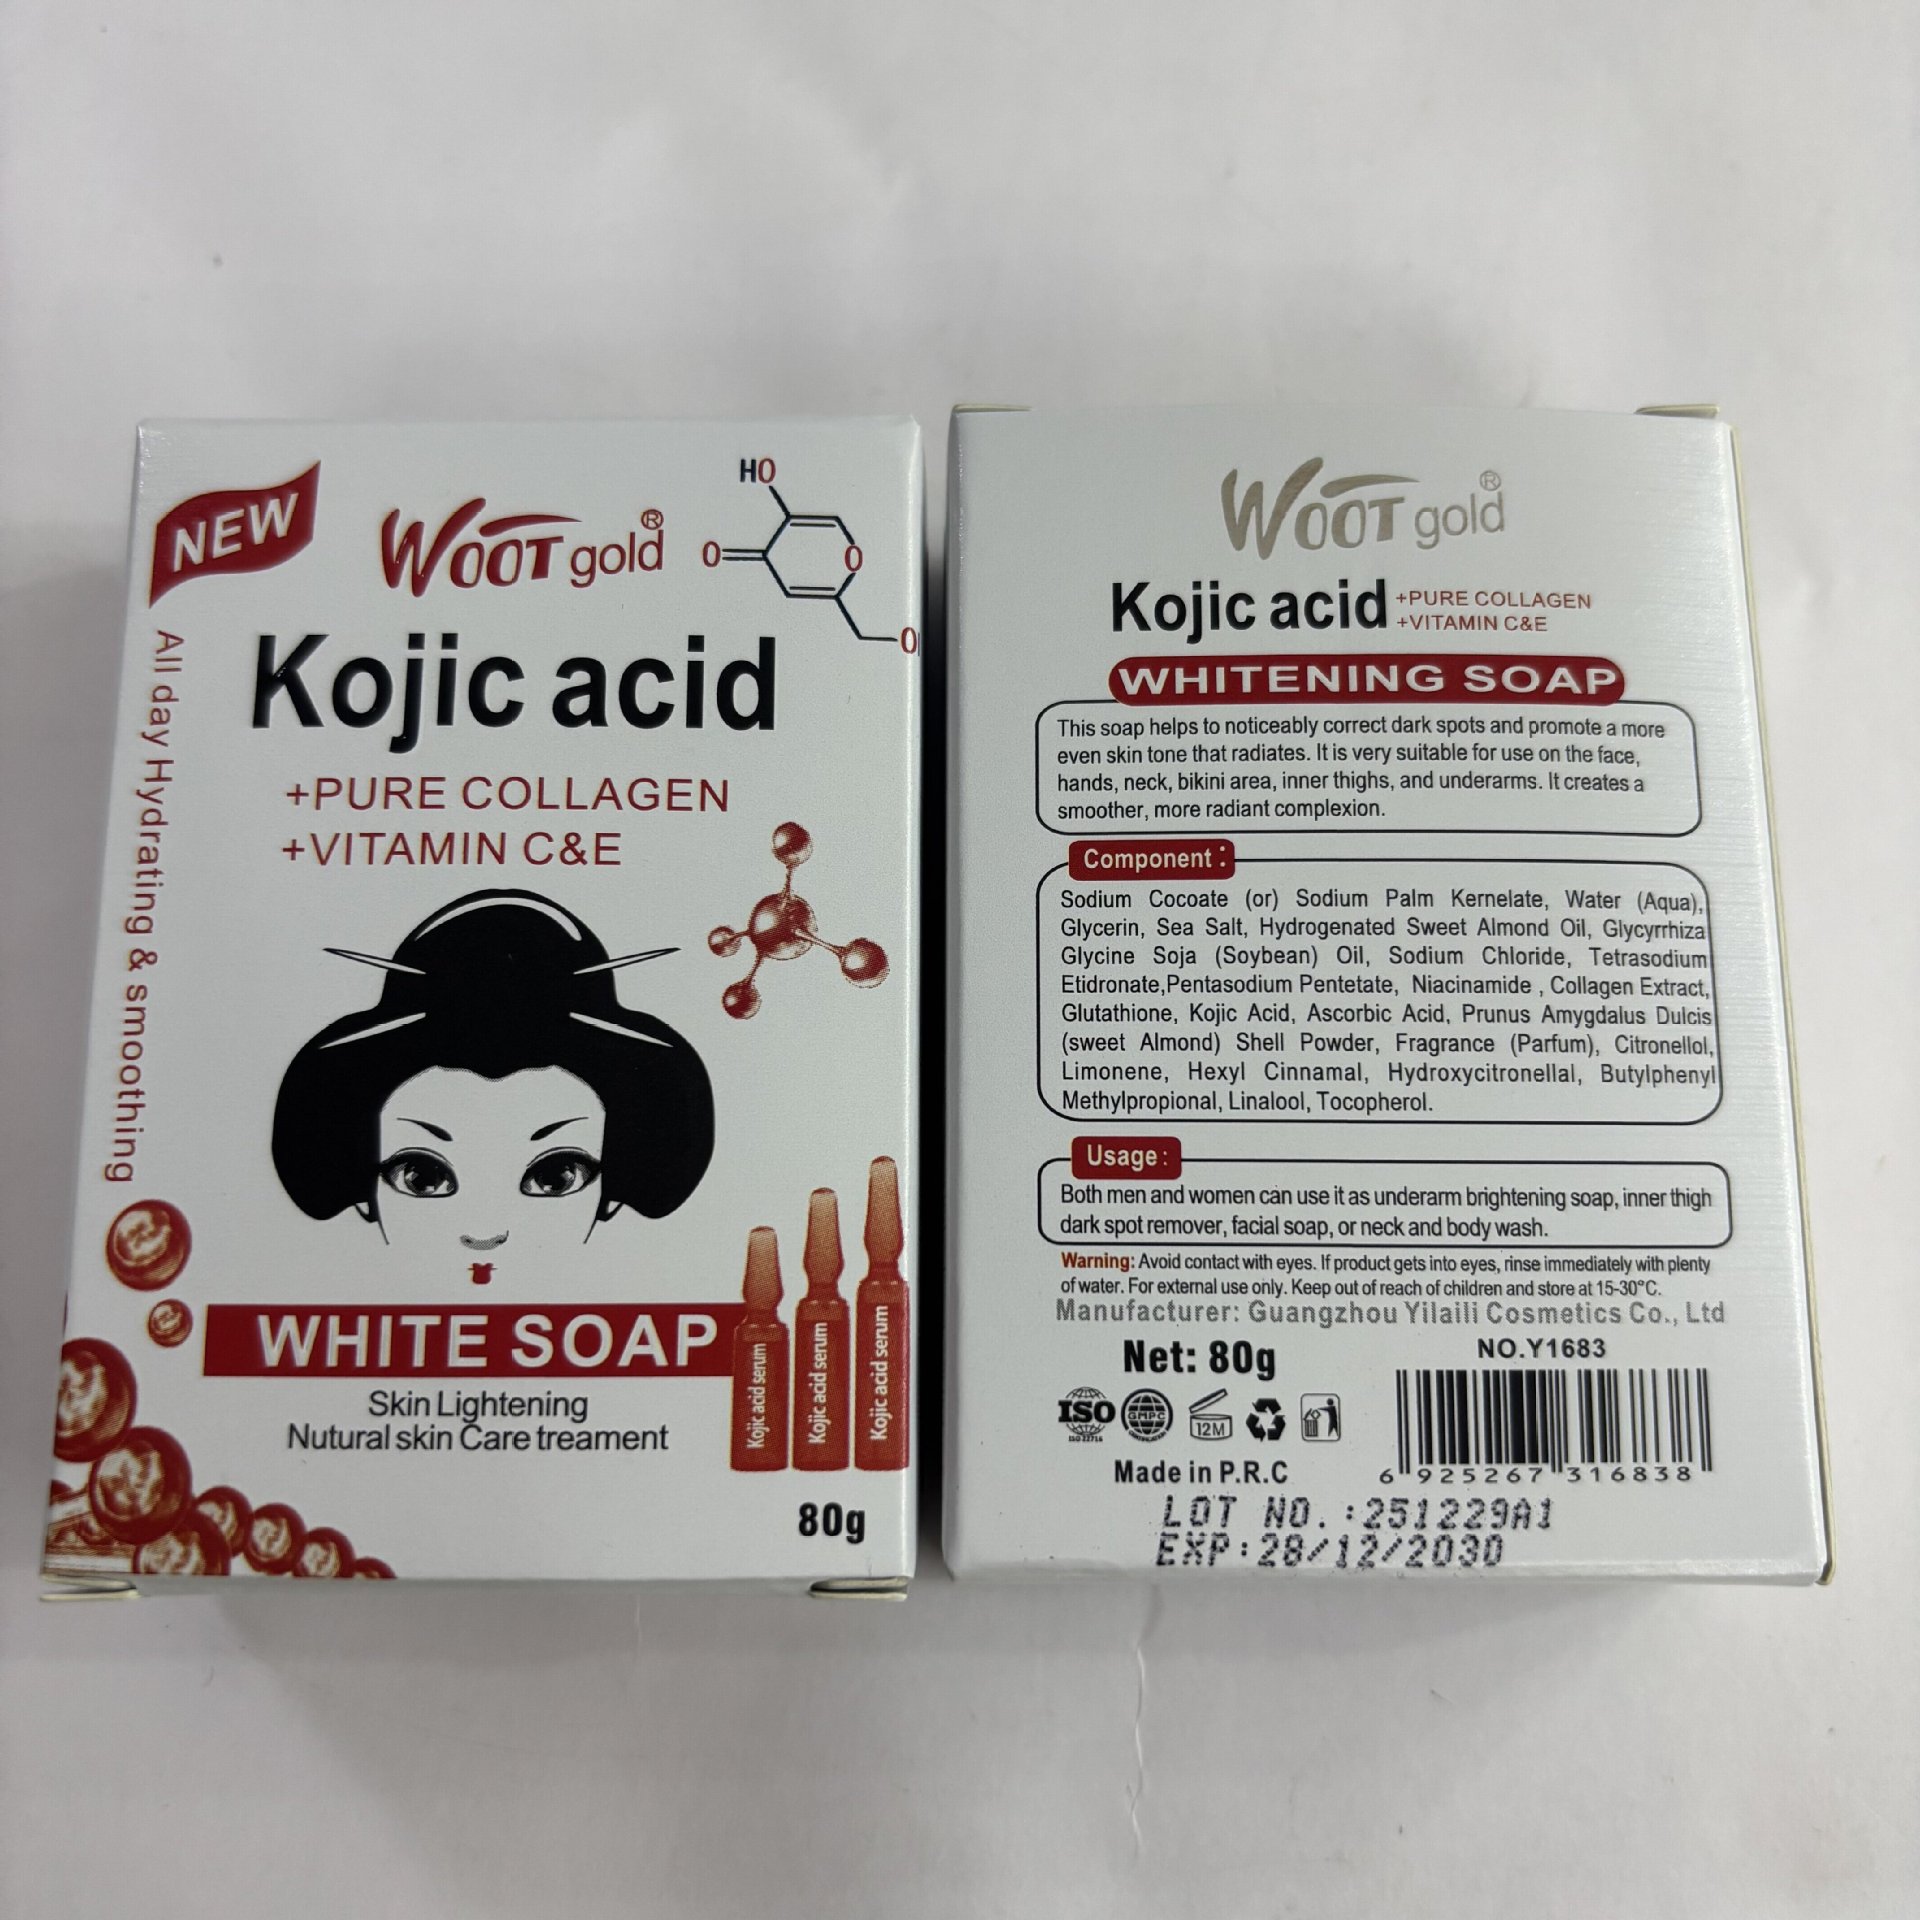 NEW
WOOT gold®
HO
O
O
O
Kojic acid
+PURE COLLAGEN
+VITAMIN C&E
All day Hydrating & smoothing
WHITE SOAP
Kojic acid serum
Kojic acid serum
Kojic acid serum
Skin Lightening
Nutural skin Care treament
80g
WOOT gold®
Kojic acid +PURE COLLAGEN
+VITAMIN C&E
WHITENING SOAP
This soap helps to noticeably correct dark spots and promote a more
even skin tone that radiates. It is very suitable for use on the face,
hands, neck, bikini area, inner thighs, and underarms. It creates a
smoother, more radiant complexion.
Component:
Sodium Cocoate (or) Sodium Palm Kernelate, Water (Aqua),
Glycerin, Sea Salt, Hydrogenated Sweet Almond Oil, Glycyrrhiza
Glycine Soja (Soybean) Oil, Sodium Chloride, Tetrasodium
Etidronate,Pentasodium Pentetate, Niacinamide , Collagen Extract,
Glutathione, Kojic Acid, Ascorbic Acid, Prunus Amygdalus Dulcis
(sweet Almond) Shell Powder, Fragrance (Parfum), Citronellol,
Limonene, Hexyl Cinnamal, Hydroxycitronellal, Butylphenyl
Methylpropional, Linalool, Tocopherol.
Usage:
Both men and women can use it as underarm brightening soap, inner thigh
dark spot remover, facial soap, or neck and body wash.
Warning: Avoid contact with eyes. If product gets into eyes, rinse immediately with plenty
of water. For external use only. Keep out of reach of children and store at 15-30°C.
Manufacturer: Guangzhou Yilaili Cosmetics Co., Ltd
Net: 80g
NO.Y1683
ISO
ISO 22716
GMPC
CERTIFICATION
12M
Made in P.R.C
6 925267 316838
LOT NO.:251229A1
EXP:28/12/2030